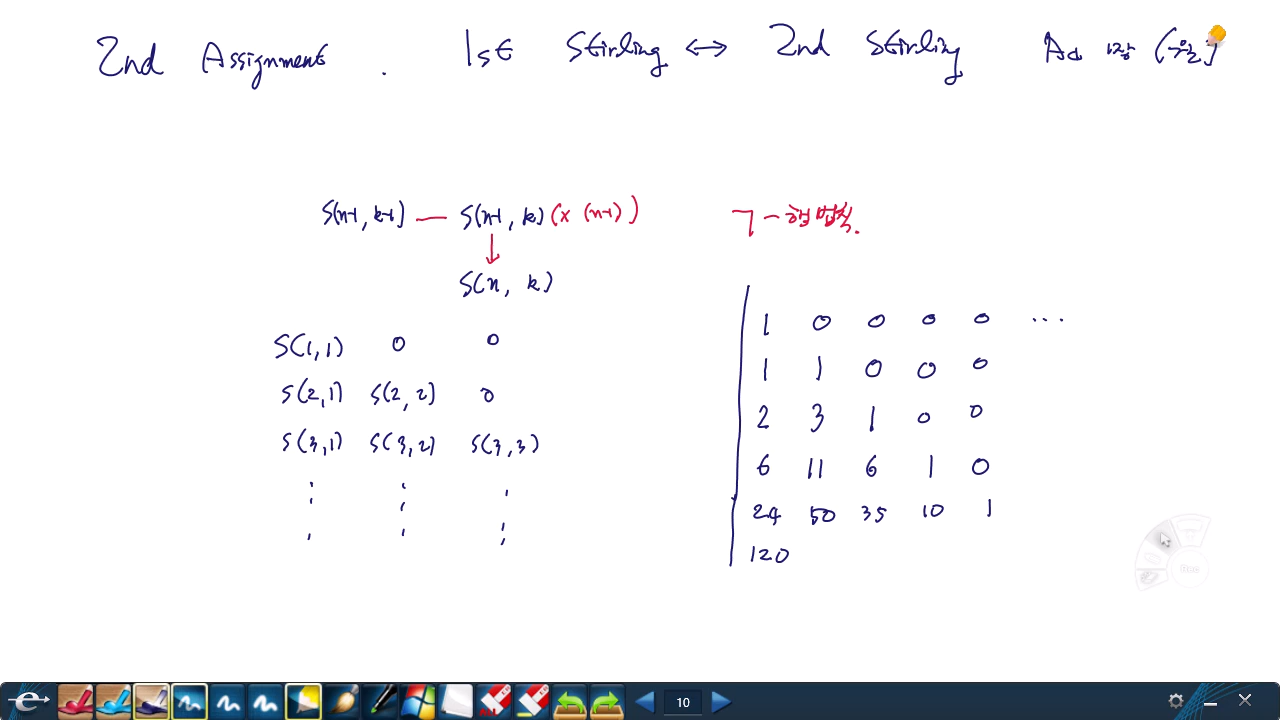 2nd Assignment . 1st Stirling ↔ 2nd Stirling
S(n-1, k-1) — S(n-1, k) (× (n-1))
ㄱ-형 법칙.
↓
S(n, k)
S(1,1) 0 0
S(2,1) S(2,2) 0
S(3,1) S(3,2) S(3,3)
⋮ ⋮ ⋮
1 0 0 0 0 ...
1 1 0 0 0
2 3 1 0 0
6 11 6 1 0
24 50 35 10 1
120
10